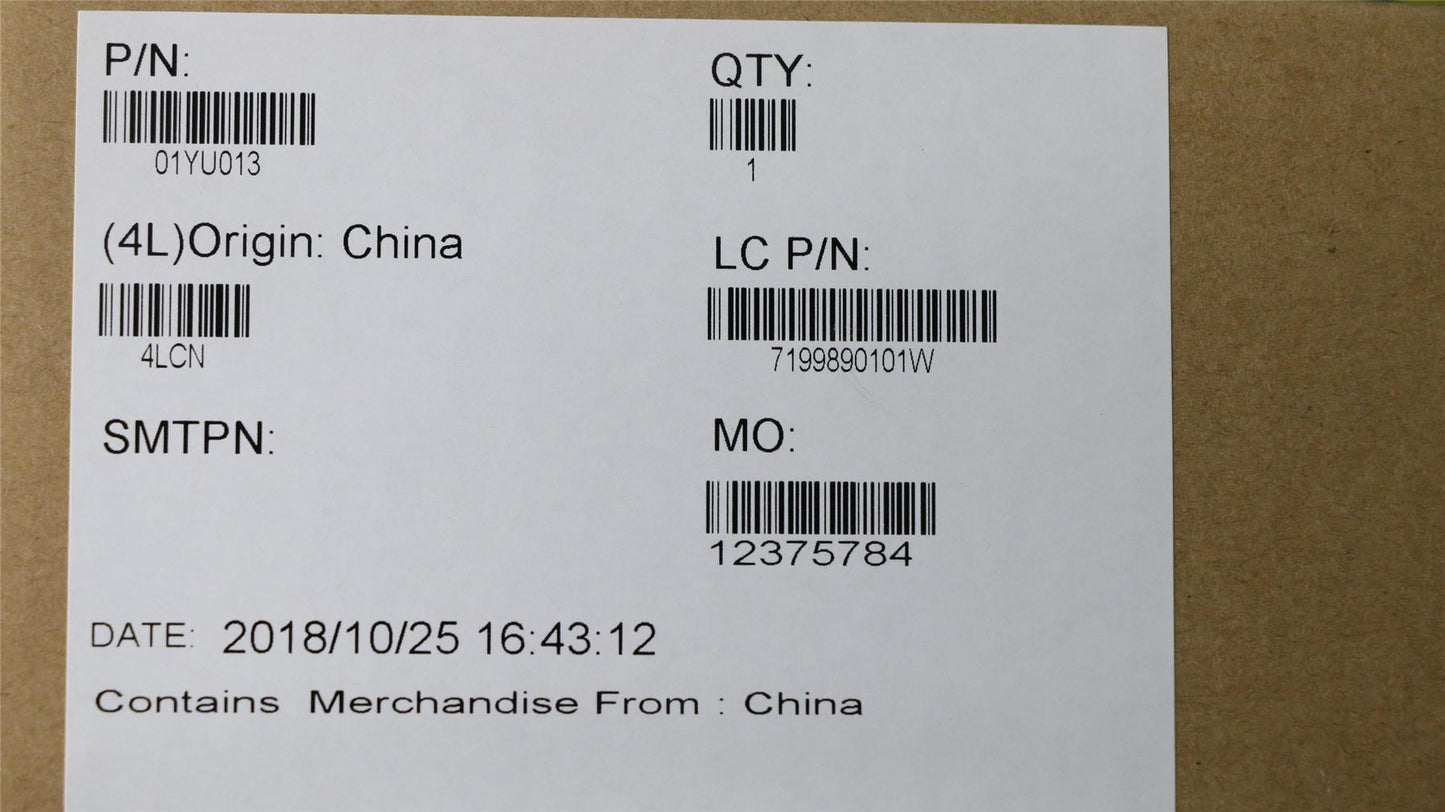 P/N:
01YU013
QTY:
1
(4L)Origin: China
4LCN
LC P/N:
7199890101W
SMTPN:
MO:
12375784
DATE: 2018/10/25 16:43:12
Contains Merchandise From : China